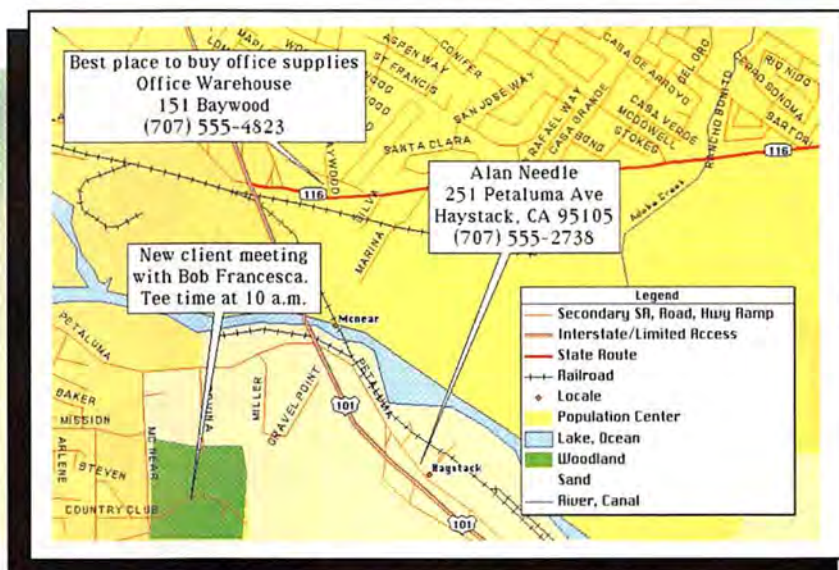 Best place to buy office supplies
Office Warehouse
151 Baywood
(707) 555-4823
ASPEN WAY
CONIFER
ST FRANCIS
SAN JOSE WAY
SANTA CLARA
RAFAEL WAY
CASA GRANDE
BOND
CASA DE ARROYO
DEL ORO
CASA VERDE
MCDOWELL
STOKES
RANCHO BONITO
RIO NIDO
CERRO SONOMA
SARTORI
116
116
SILVA
MARINA
Adobe Creek
Alan Needle
251 Petaluma Ave
Haystack, CA 95105
(707) 555-2738
New client meeting
with Bob Francesca.
Tee time at 10 a.m.
Mcnear
PETALUMA
PETALUMA
BAKER
MISSION
ARLENE
STEVEN
MC NEAR
MILLER
GRAVEL POINT
COUNTRY CLUB
101
101
Haystack
Legend
Secondary SR, Road, Hwy Ramp
Interstate/Limited Access
State Route
Railroad
Locale
Population Center
Lake, Ocean
Woodland
Sand
River, Canal